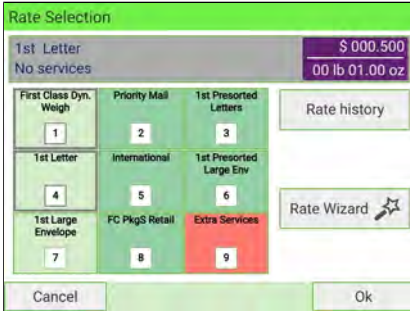 Rate Selection
1st Letter
No services
$ 000.500
00 lb 01.00 oz
First Class Dyn.
Weigh
1
Priority Mail
2
1st Presorted
Letters
3
Rate history
1st Letter
4
International
5
1st Presorted
Large Env
6
1st Large
Envelope
7
FC PkgS Retail
8
Extra Services
9
Rate Wizard
Cancel
Ok